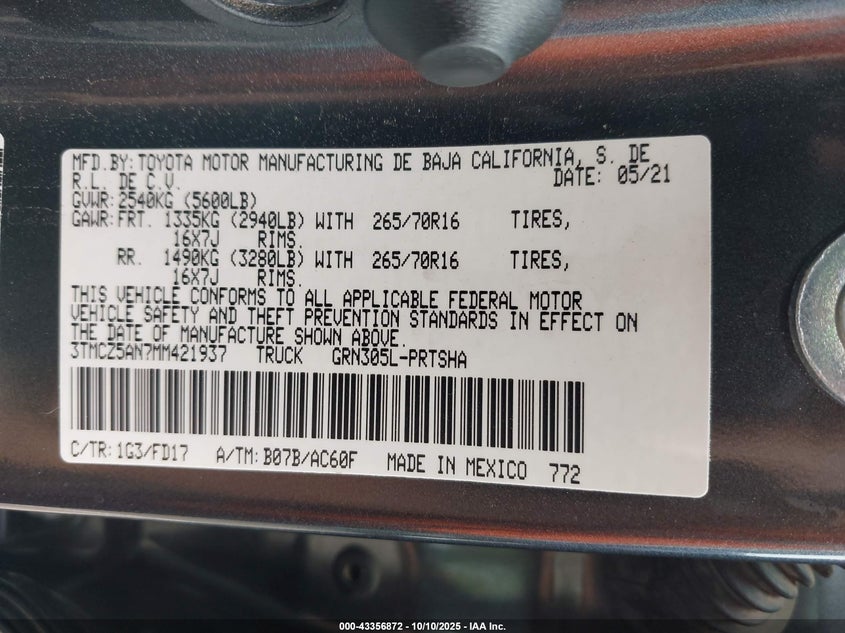 MFD.BY: TOYOTA MOTOR MANUFACTURING DE BAJA CALIFORNIA, S. DE
R.L. DE C.V. DATE: 05/21
GVWR: 2540KG (5600LB)
GAWR: FRT. 1335KG (2940LB) WITH 265/70R16 TIRES,
16X7J RIMS.
RR. 1490KG (3280LB) WITH 265/70R16 TIRES,
16X7J RIMS.
THIS VEHICLE CONFORMS TO ALL APPLICABLE FEDERAL MOTOR
VEHICLE SAFETY AND THEFT PREVENTION STANDARDS IN EFFECT ON
THE DATE OF MANUFACTURE SHOWN ABOVE.
3TMCZ5AN7MM421937 TRUCK GRN305L-PRTSHA
C/TR: 1G3/FD17 A/TM: B07B/AC60F MADE IN MEXICO 772
000-43356872 - 10/10/2025 - IAA Inc.